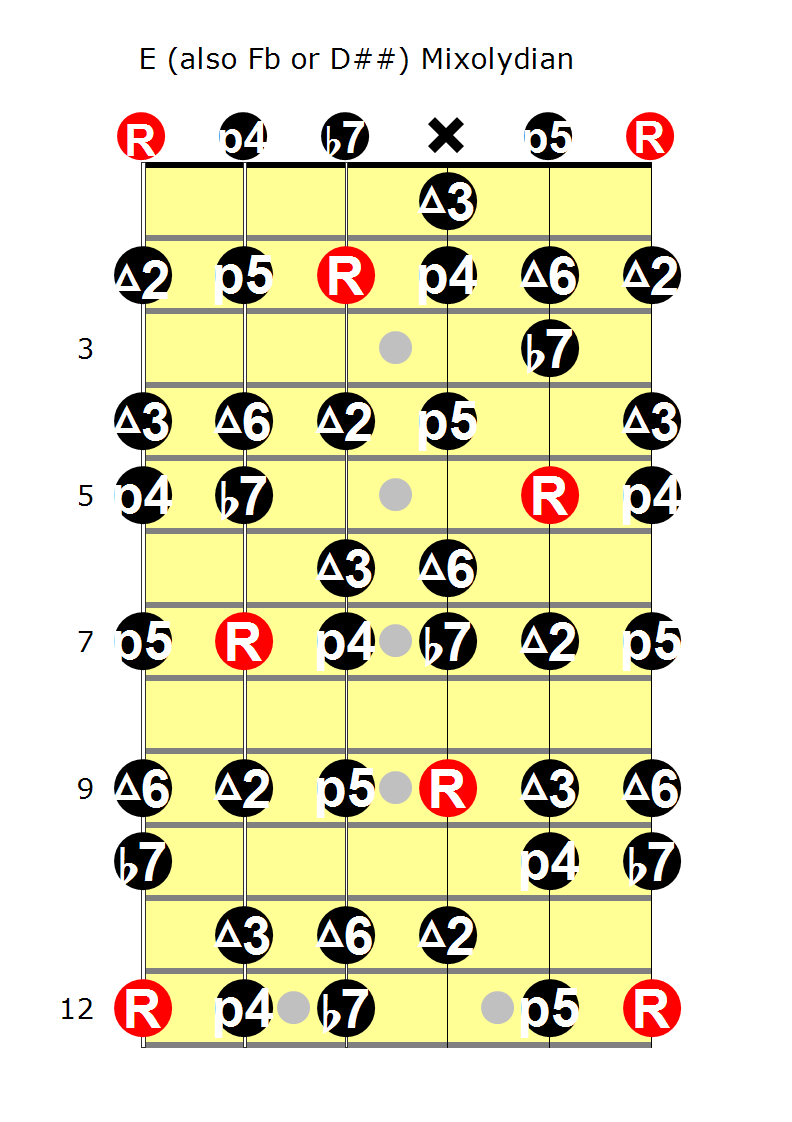 E (also Fb or D##) Mixolydian
R p4 ♭7 × p5 R
Δ3
Δ2 p5 R p4 Δ6 Δ2
3 ♭7
Δ3 Δ6 Δ2 p5 Δ3
5 p4 ♭7 R p4
Δ3 Δ6
7 p5 R p4 ♭7 Δ2 p5
9 Δ6 Δ2 p5 R Δ3 Δ6
♭7 p4 ♭7
Δ3 Δ6 Δ2
12 R p4 ♭7 p5 R